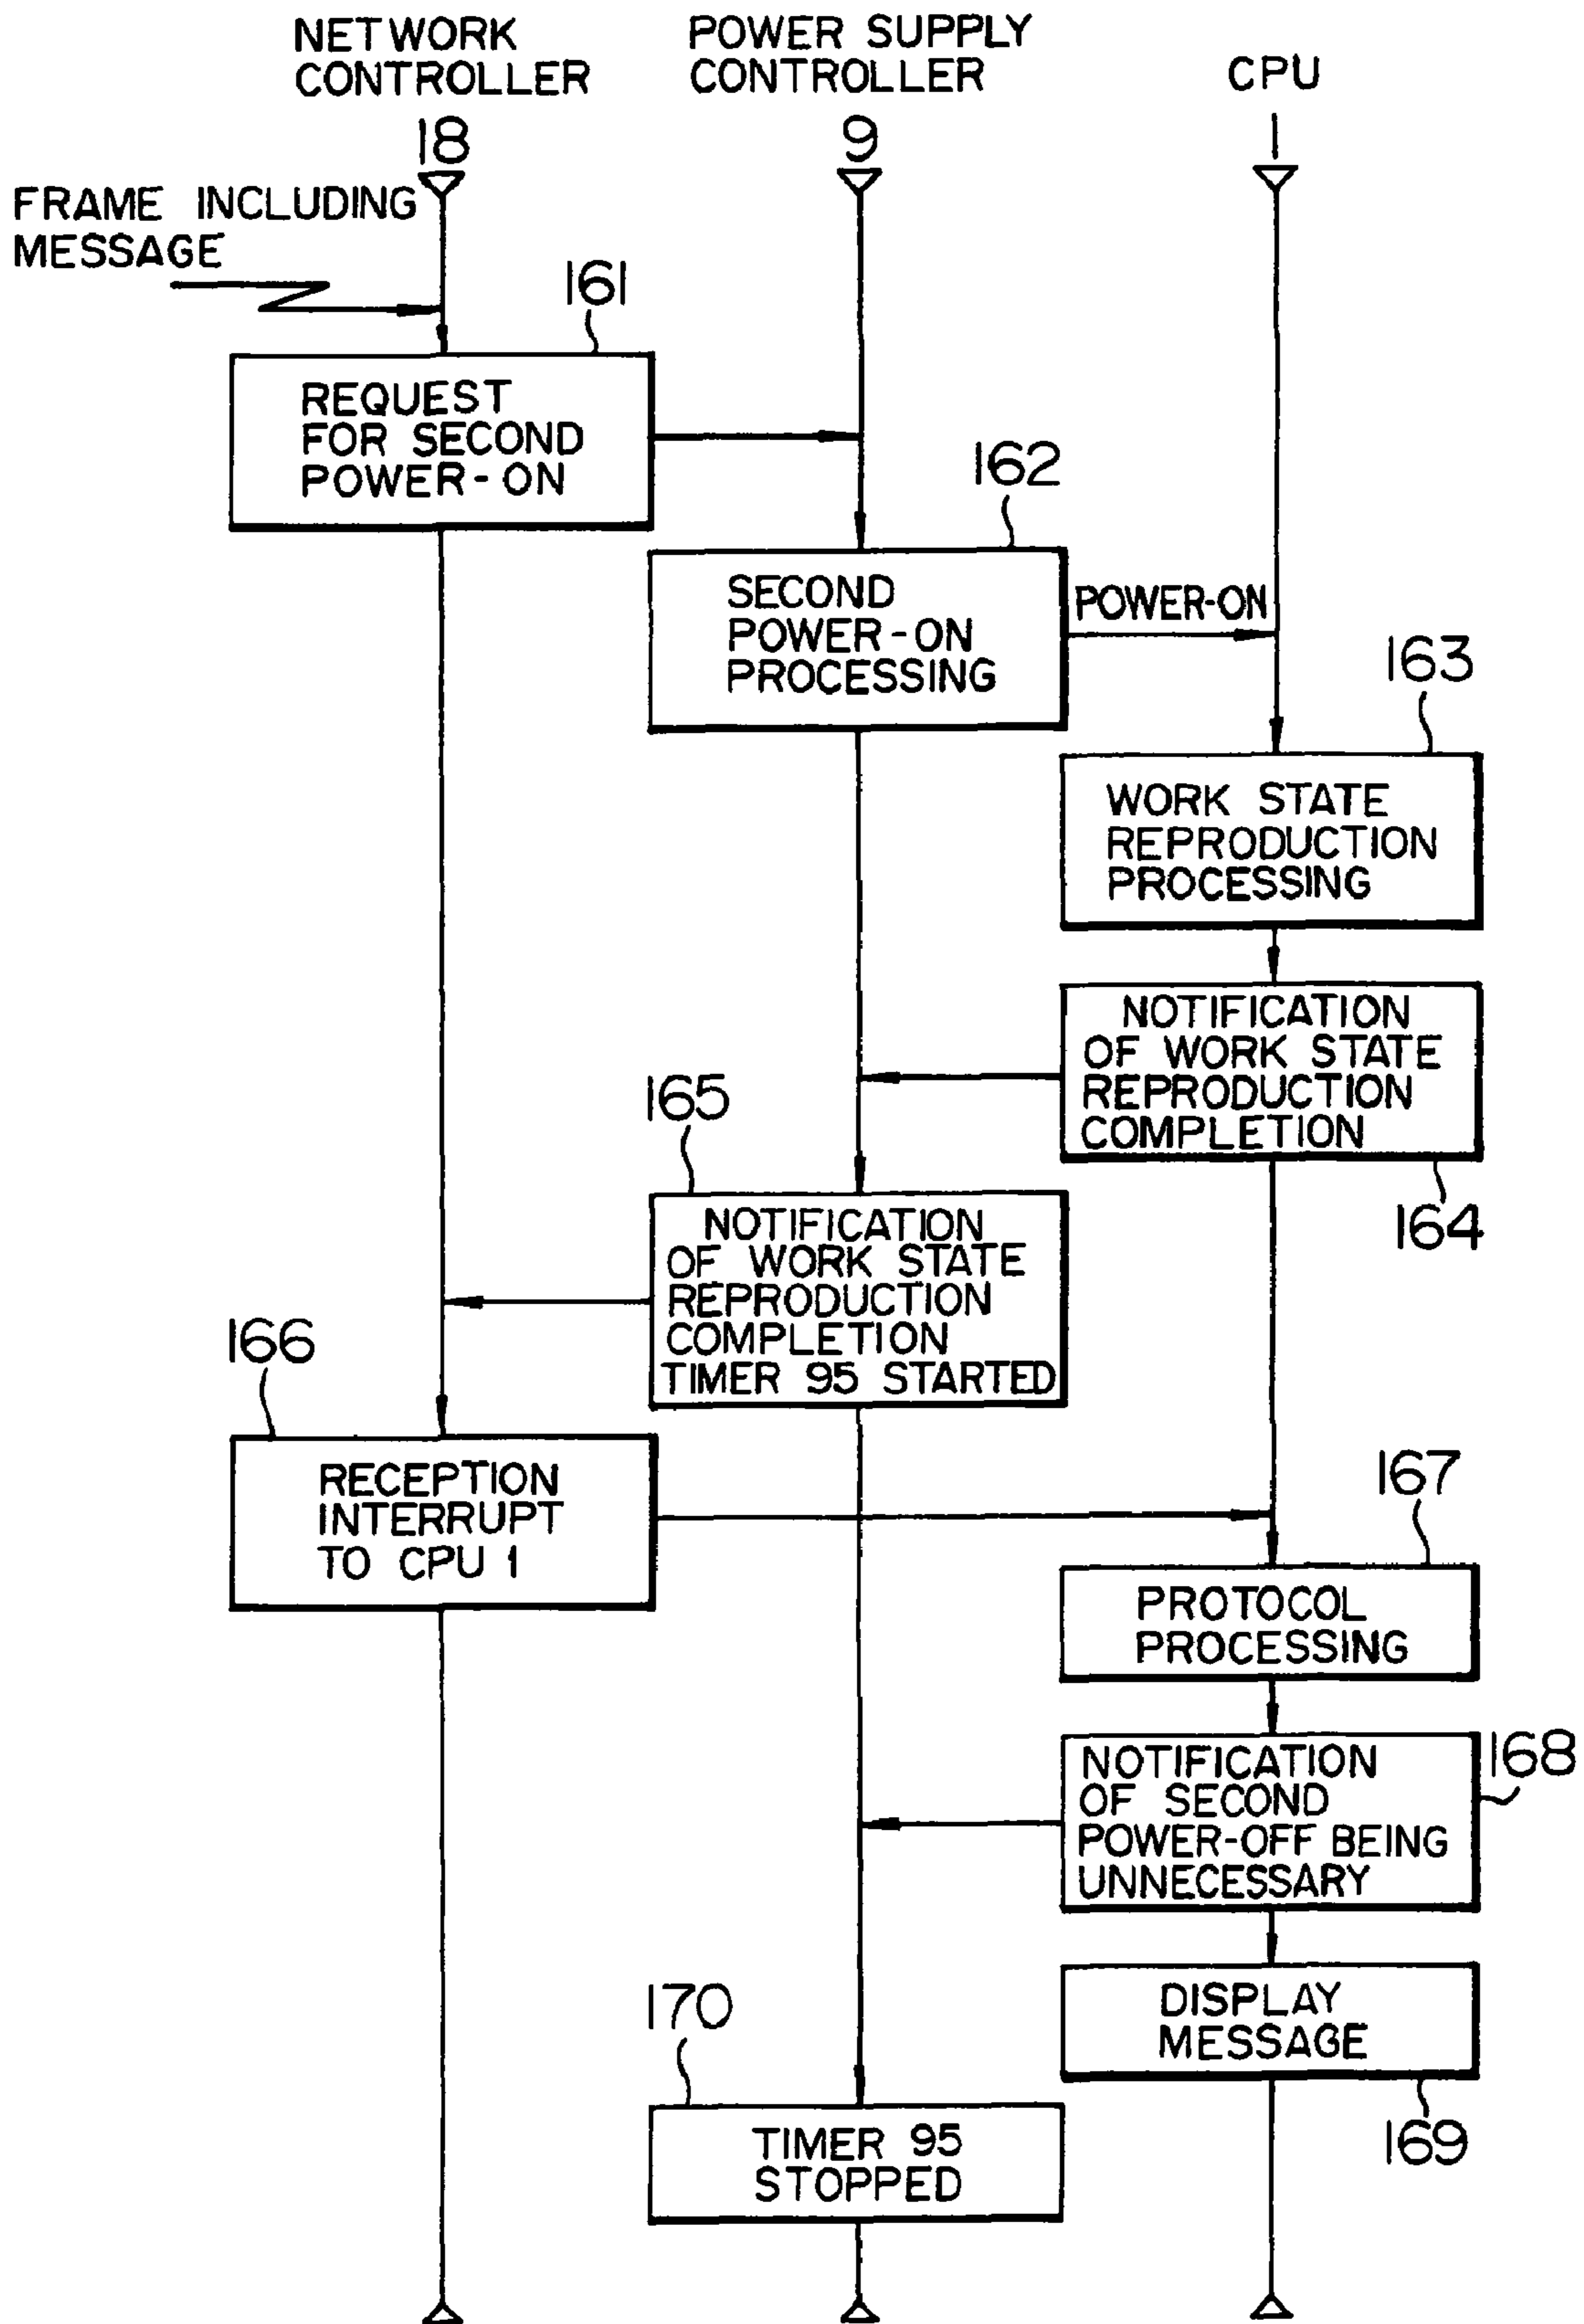 NETWORK
CONTROLLER
18
POWER SUPPLY
CONTROLLER
9
CPU
1
FRAME INCLUDING
MESSAGE
161
REQUEST
FOR SECOND
POWER-ON
162
SECOND
POWER-ON
PROCESSING
POWER-ON
163
WORK STATE
REPRODUCTION
PROCESSING
NOTIFICATION
OF WORK STATE
REPRODUCTION
COMPLETION
164
165
NOTIFICATION
OF WORK STATE
REPRODUCTION
COMPLETION
TIMER 95 STARTED
166
RECEPTION
INTERRUPT
TO CPU 1
167
PROTOCOL
PROCESSING
168
NOTIFICATION
OF SECOND
POWER-OFF BEING
UNNECESSARY
DISPLAY
MESSAGE
169
170
TIMER 95
STOPPED